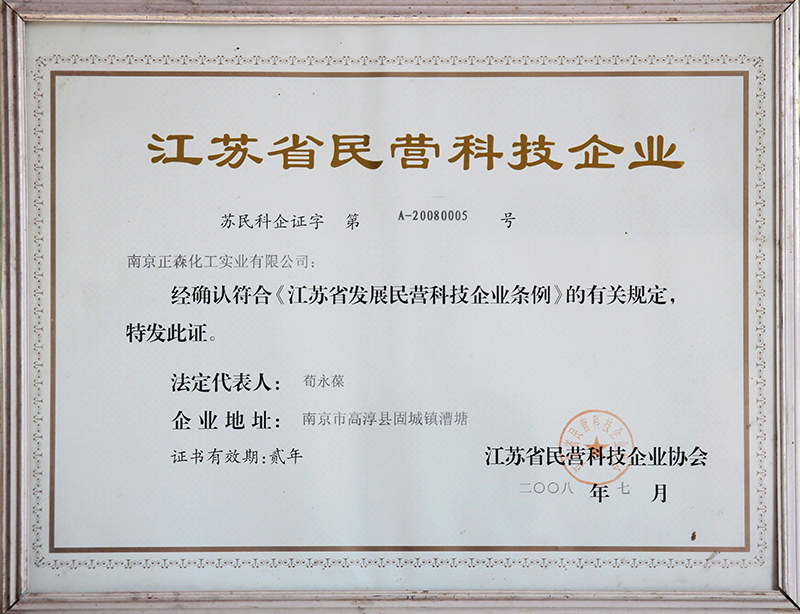 江苏省民营科技企业
苏民科企证字 第 A-20080005 号
南京正森化工实业有限公司：
经确认符合《江苏省发展民营科技企业条例》的有关规定，
特发此证。
法定代表人： 荀永葆
企业地址： 南京市高淳县固城镇漕塘
证书有效期：贰年
江苏省民营科技企业协会
二〇〇八 年 七 月